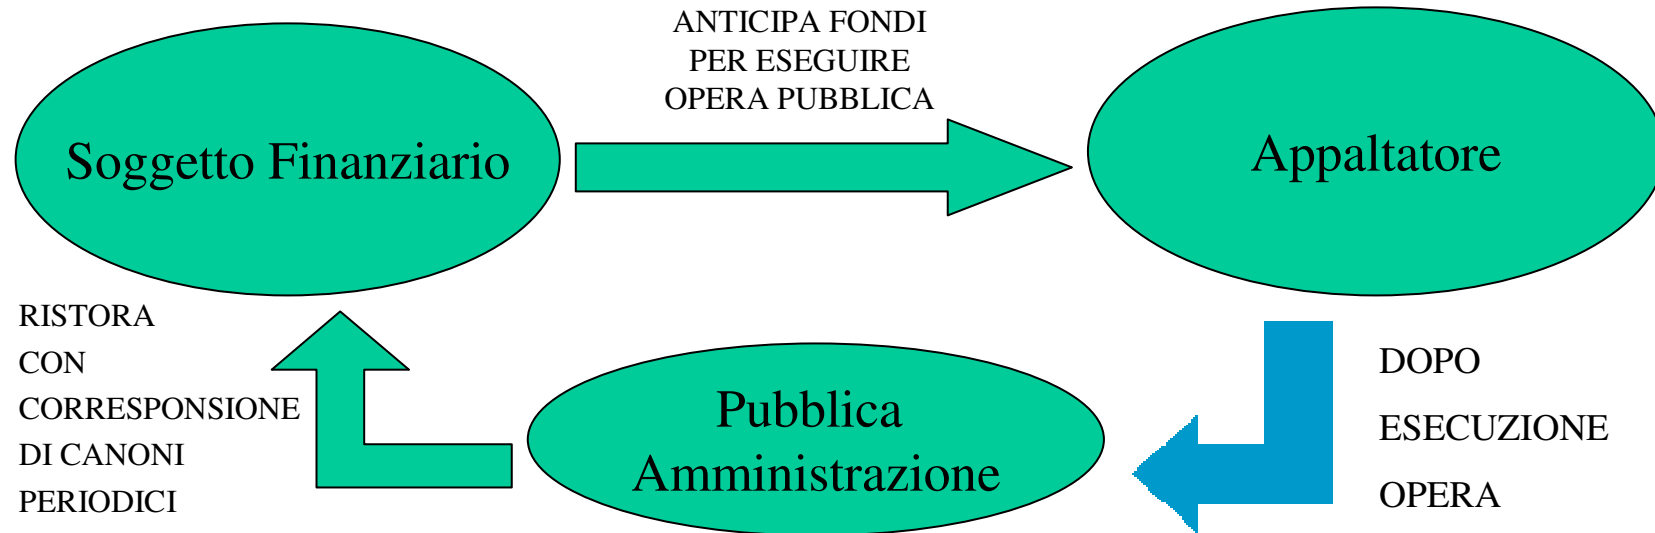 ANTICIPA FONDI
PER ESEGUIRE
OPERA PUBBLICA
Soggetto Finanziario
Appaltatore
RISTORA
CON
CORRESPONSIONE
DI CANONI
PERIODICI
Pubblica
Amministrazione
DOPO
ESECUZIONE
OPERA